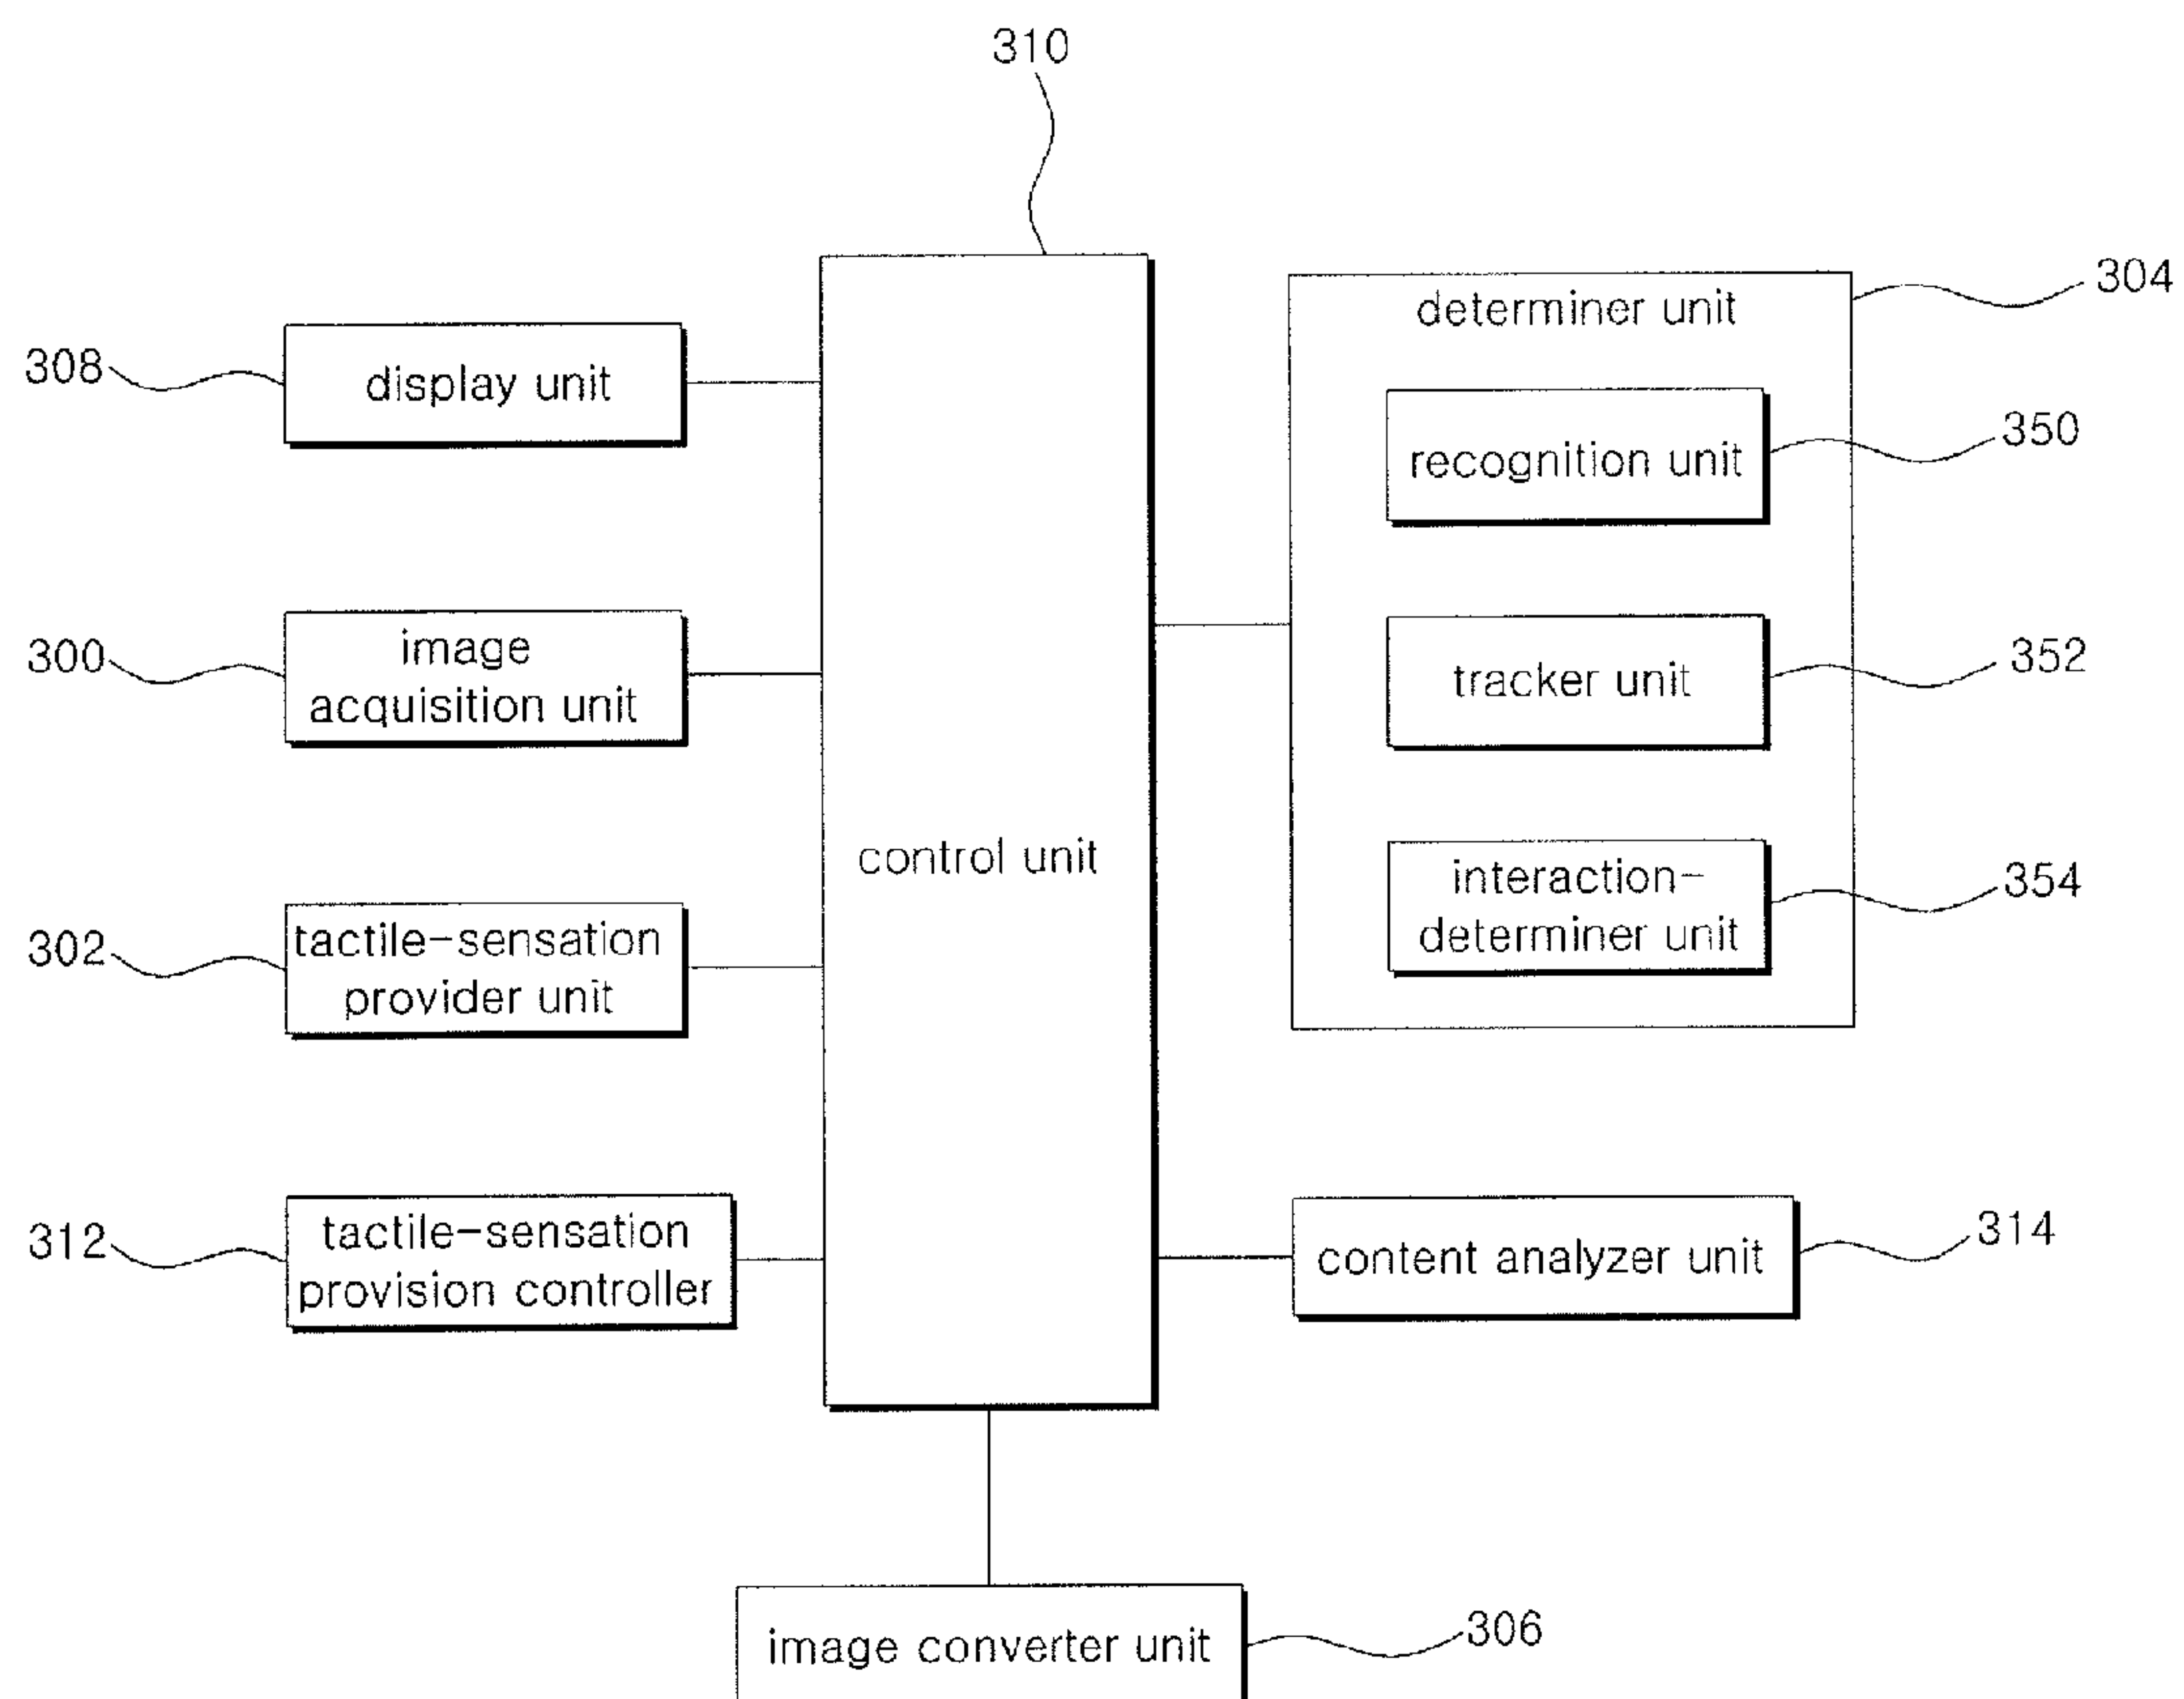 310
304
determiner unit
308
display unit
350
recognition unit
300
image
acquisition unit
352
tracker unit
control unit
354
interaction-
determiner unit
302
tactile-sensation
provider unit
312
tactile-sensation
provision controller
314
content analyzer unit
306
image converter unit